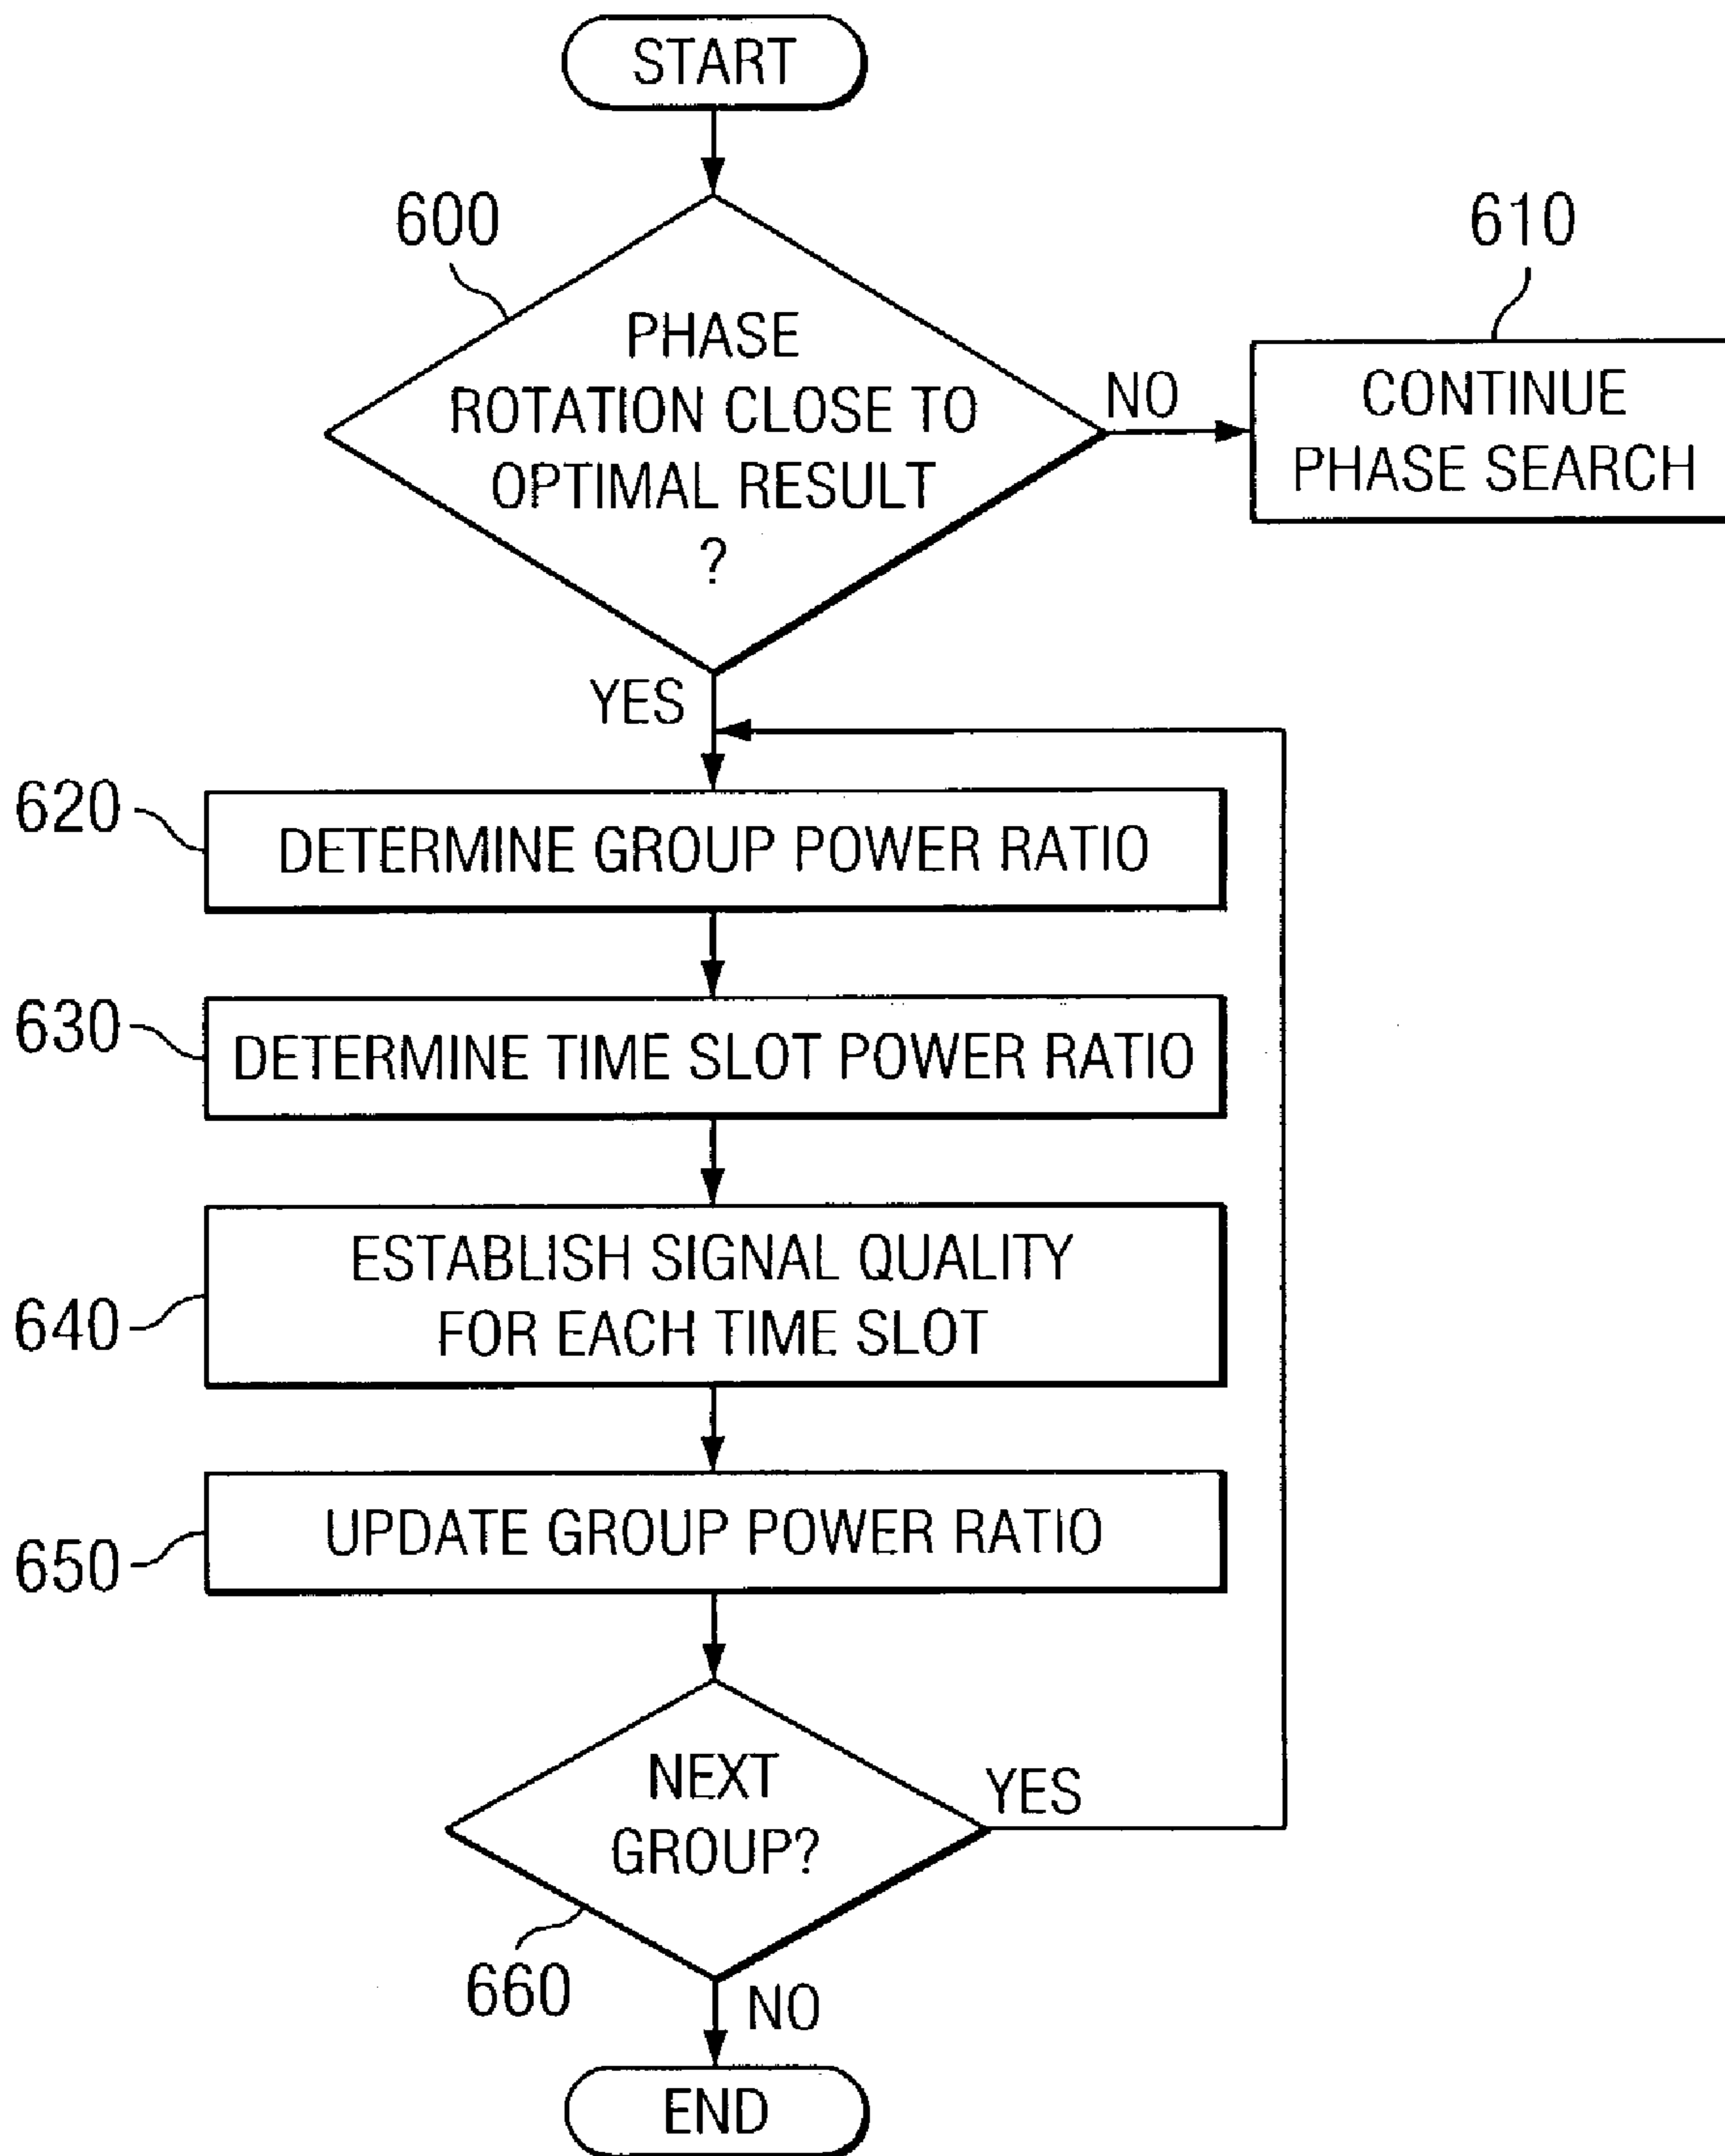 START
600
PHASE
ROTATION CLOSE TO
OPTIMAL RESULT
?
NO
610
CONTINUE
PHASE SEARCH
YES
620
DETERMINE GROUP POWER RATIO
630
DETERMINE TIME SLOT POWER RATIO
640
ESTABLISH SIGNAL QUALITY
FOR EACH TIME SLOT
650
UPDATE GROUP POWER RATIO
NEXT
GROUP?
YES
660
NO
END